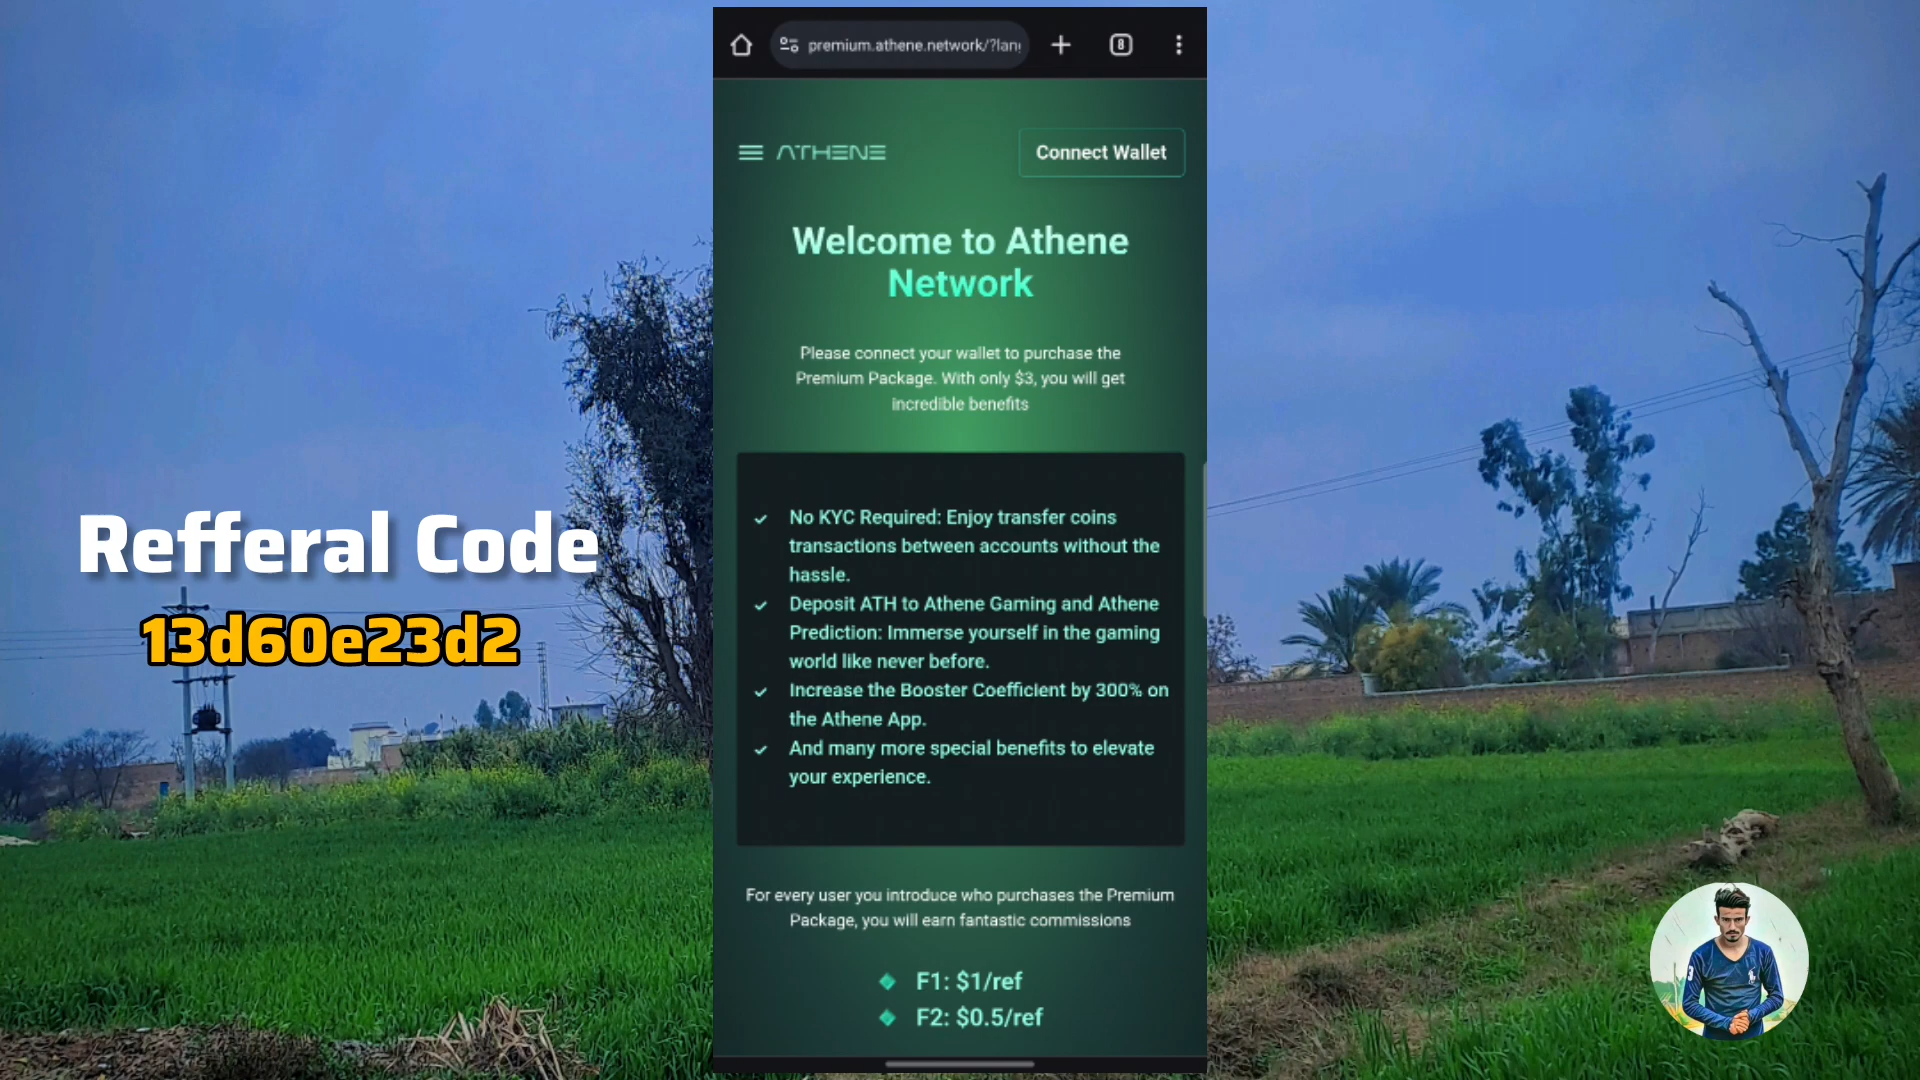 premium.athene.network/?lang
8
ATHENE
Connect Wallet
Welcome to Athene
Network
Please connect your wallet to purchase the
Premium Package. With only $3, you will get
incredible benefits
No KYC Required: Enjoy transfer coins
transactions between accounts without the
hassle.
Deposit ATH to Athene Gaming and Athene
Prediction: Immerse yourself in the gaming
world like never before.
Increase the Booster Coefficient by 300% on
the Athene App.
And many more special benefits to elevate
your experience.
For every user you introduce who purchases the Premium
Package, you will earn fantastic commissions
F1: $1/ref
F2: $0.5/ref
Refferal Code
13d60e23d2